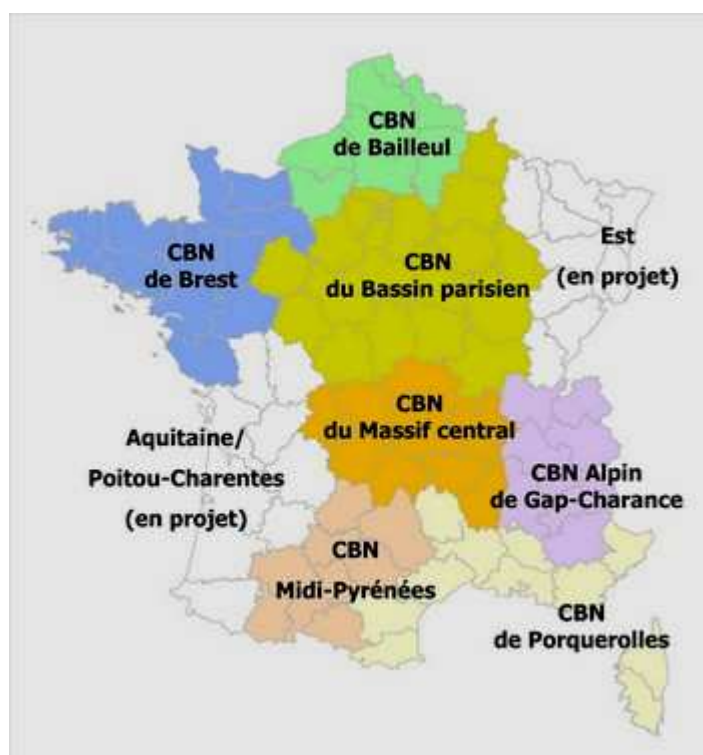 CBN
de Bailleul
CBN
de Brest
CBN
du Bassin parisien
Est
(en projet)
CBN
du Massif central
Aquitaine/
Poitou-Charentes
(en projet)
CBN Alpin
de Gap-Charance
CBN
Midi-Pyrénées
CBN
de Porquerolles